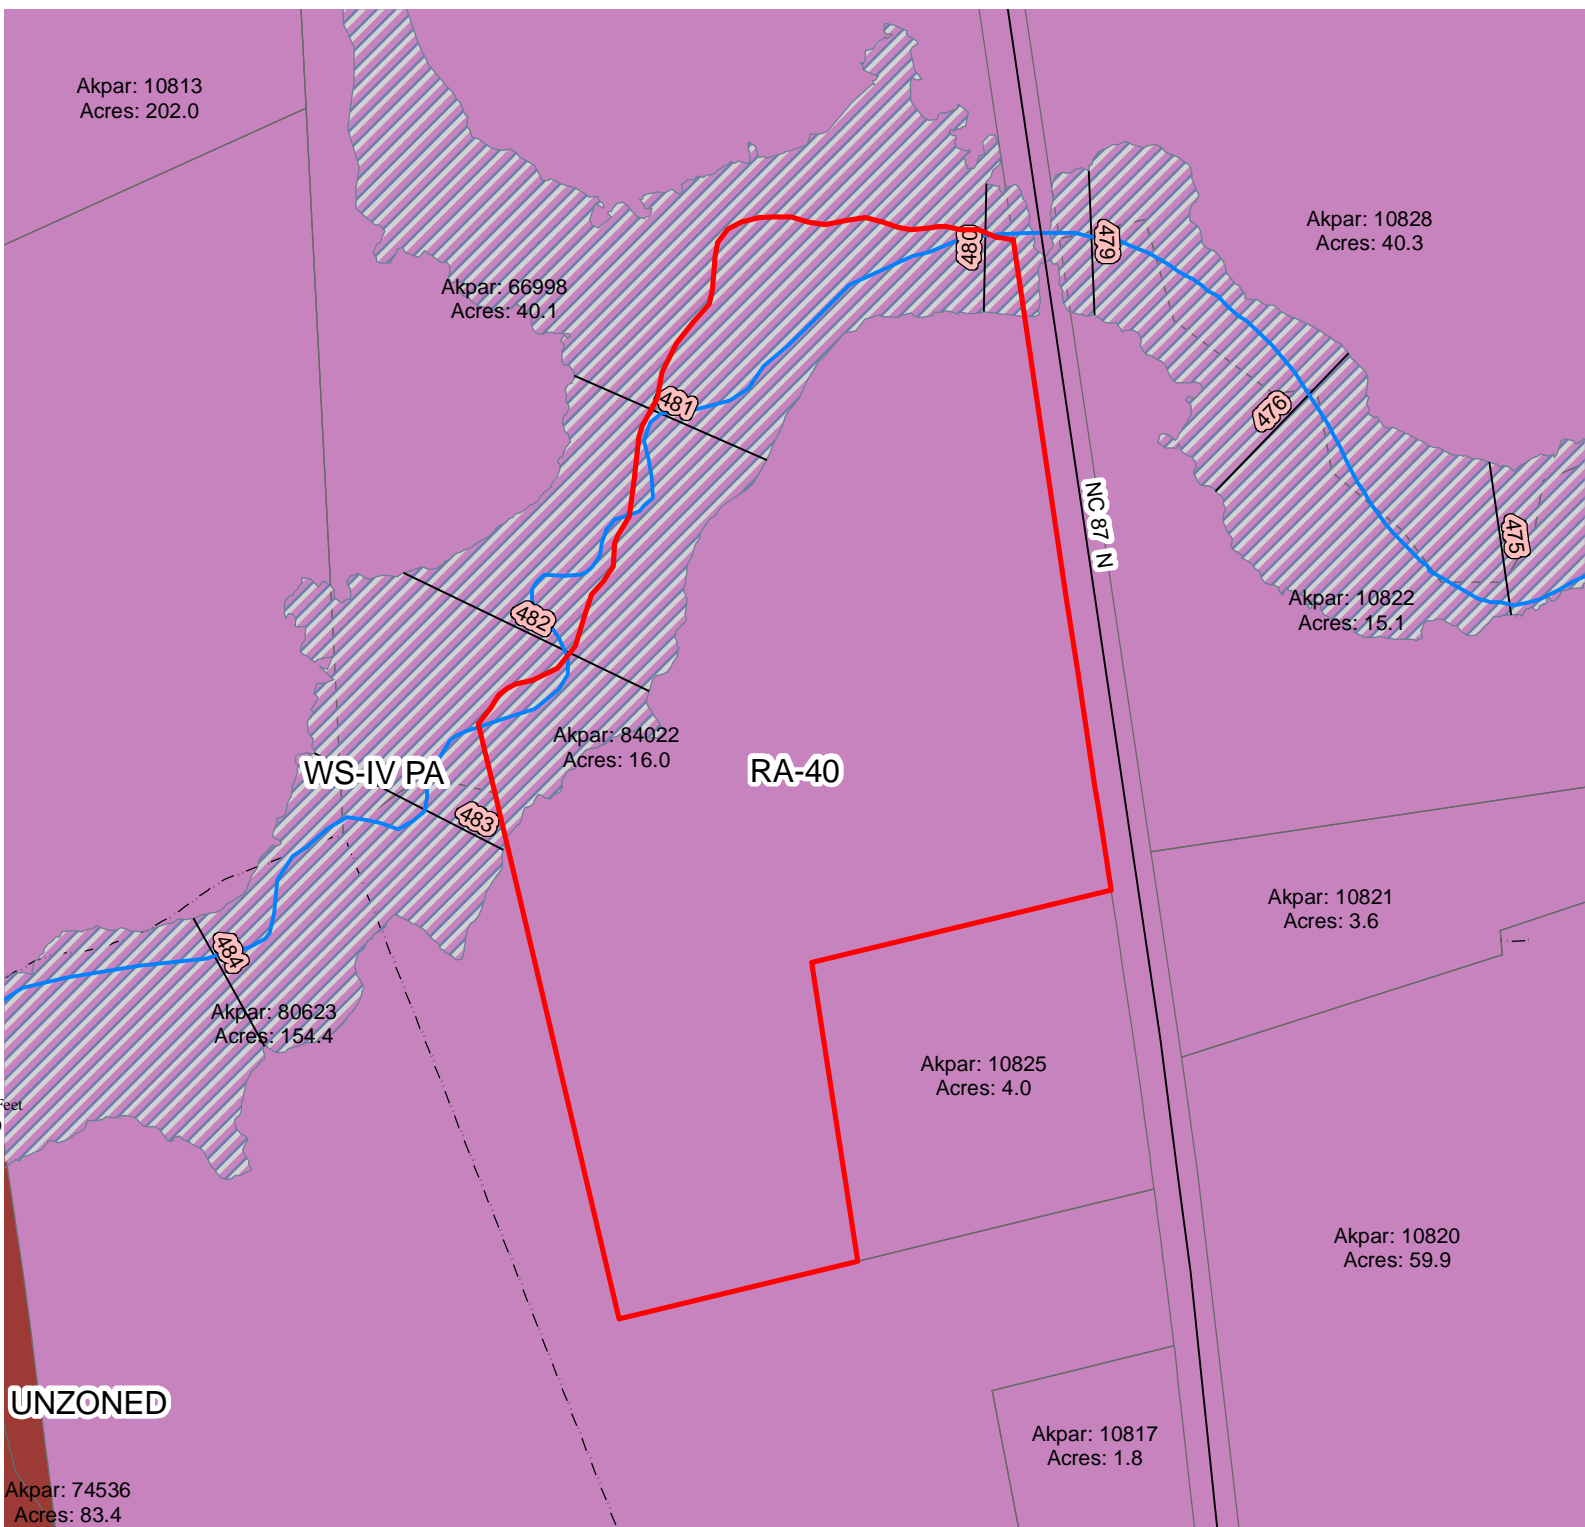 Akpar: 10813
Acres: 202.0
Akpar: 10828
Acres: 40.3
480
479
Akpar: 66998
Acres: 40.1
481
476
NC 87 N
475
482
Akpar: 10822
Acres: 15.1
Akpar: 84022
Acres: 16.0
WS-IV PA
RA-40
483
Akpar: 10821
Acres: 3.6
484
Akpar: 80623
Acres: 154.4
Akpar: 10825
Acres: 4.0
Feet
Akpar: 10820
Acres: 59.9
UNZONED
Akpar: 10817
Acres: 1.8
Akpar: 74536
Acres: 83.4